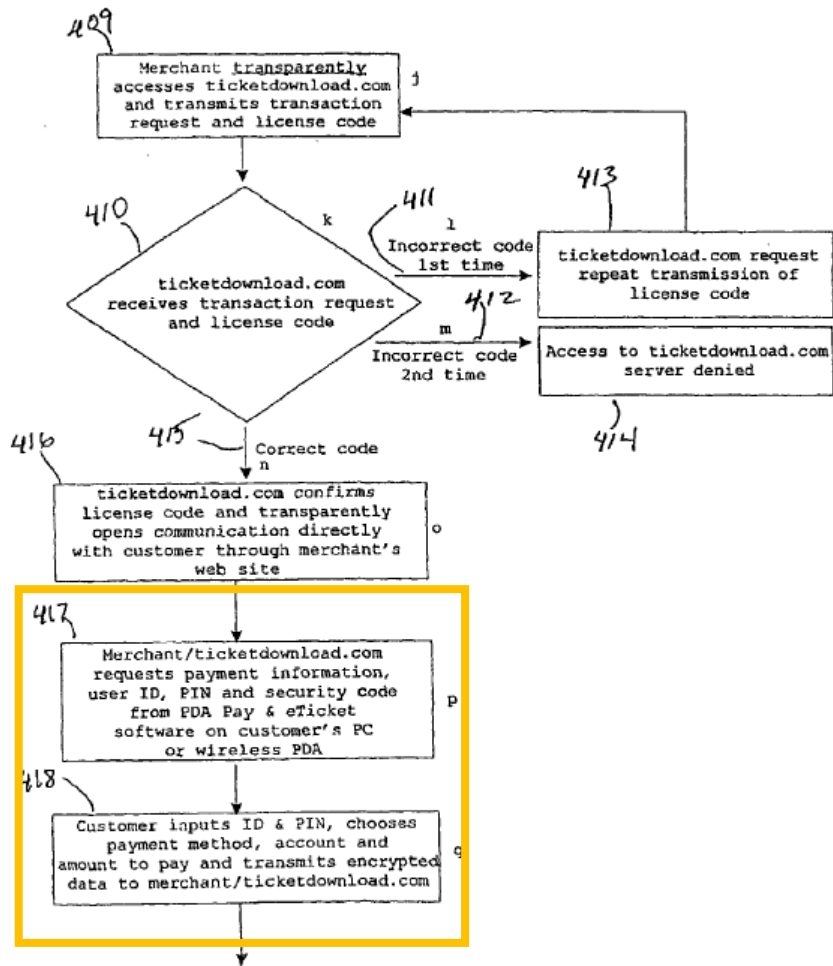 409
Merchant transparently
accesses ticketdownload.com
and transmits transaction
request and license code
j
410
k
ticketdownload.com
receives transaction request
and license code
411
l
Incorrect code
1st time
413
ticketdownload.com request
repeat transmission of
license code
412
m
Incorrect code
2nd time
Access to ticketdownload.com
server denied
414
415
Correct code
n
416
ticketdownload.com confirms
license code and transparently
opens communication directly
with customer through merchant's
web site
o
417
Merchant/ticketdownload.com
requests payment information,
user ID, PIN and security code
from PDA Pay & eTicket
software on customer's PC
or wireless PDA
p
418
Customer inputs ID & PIN, chooses
payment method, account and
amount to pay and transmits encrypted
data to merchant/ticketdownload.com
q